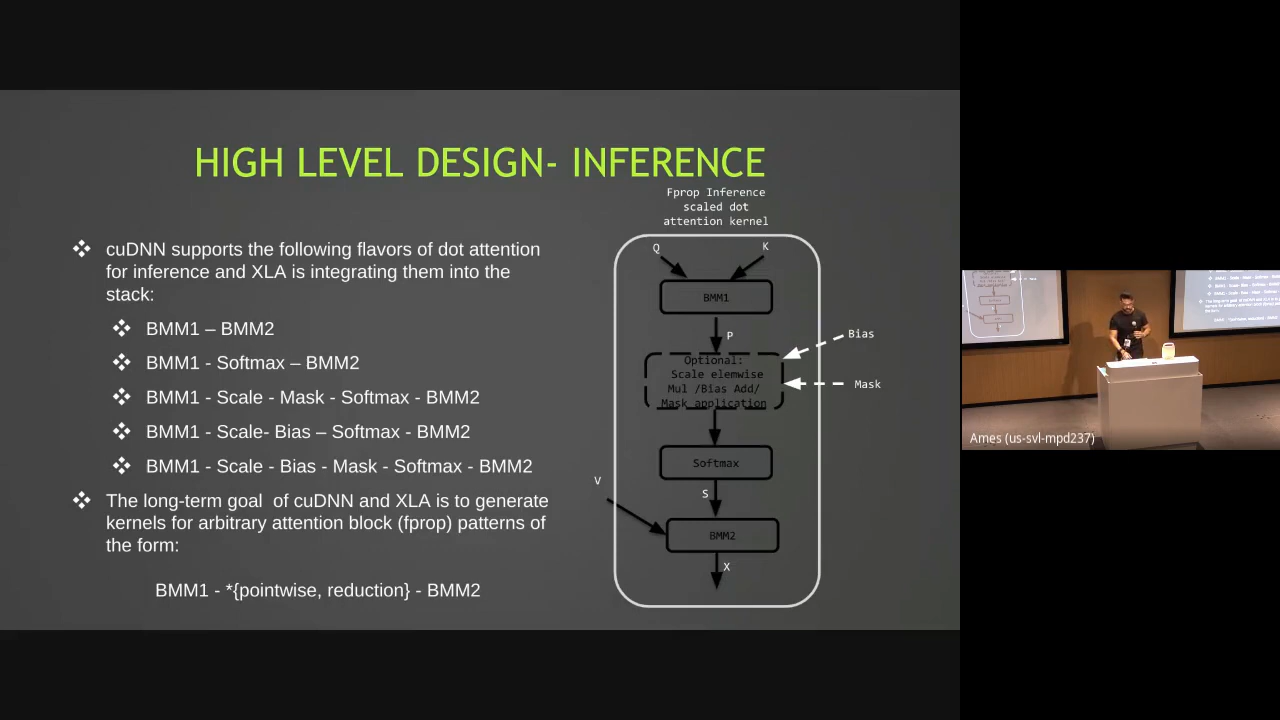 HIGH LEVEL DESIGN- INFERENCE
cuDNN supports the following flavors of dot attention
for inference and XLA is integrating them into the
stack:
BMM1 – BMM2
BMM1 - Softmax – BMM2
BMM1 - Scale - Mask - Softmax - BMM2
BMM1 - Scale- Bias – Softmax - BMM2
BMM1 - Scale - Bias - Mask - Softmax - BMM2
The long-term goal  of cuDNN and XLA is to generate
kernels for arbitrary attention block (fprop) patterns of
the form:
BMM1 - *{pointwise, reduction} - BMM2
Fprop Inference
scaled dot
attention kernel
Q
K
BMM1
P
Bias
Optional:
Scale elemwise
Mul /Bias Add/
Mask application
Mask
Softmax
V
S
BMM2
X
Ames (us-svl-mpd237)